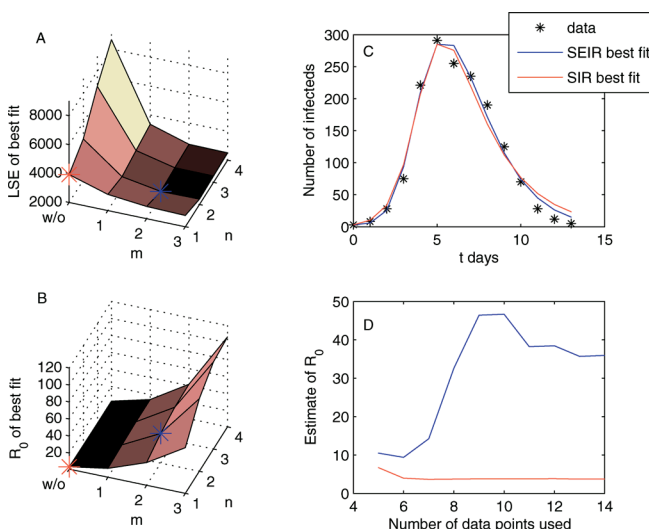 A
LSE of best fit
8000
6000
4000
2000
w/o
1
2
3
m
1
2
3
4
n
C
Number of infecteds
300
250
200
150
100
50
0
0
5
10
15
t days
data
SEIR best fit
SIR best fit
B
R0 of best fit
120
100
80
60
40
20
w/o
1
2
3
m
1
2
3
4
n
D
Estimate of R0
50
40
30
20
10
0
4
6
8
10
12
14
Number of data points used